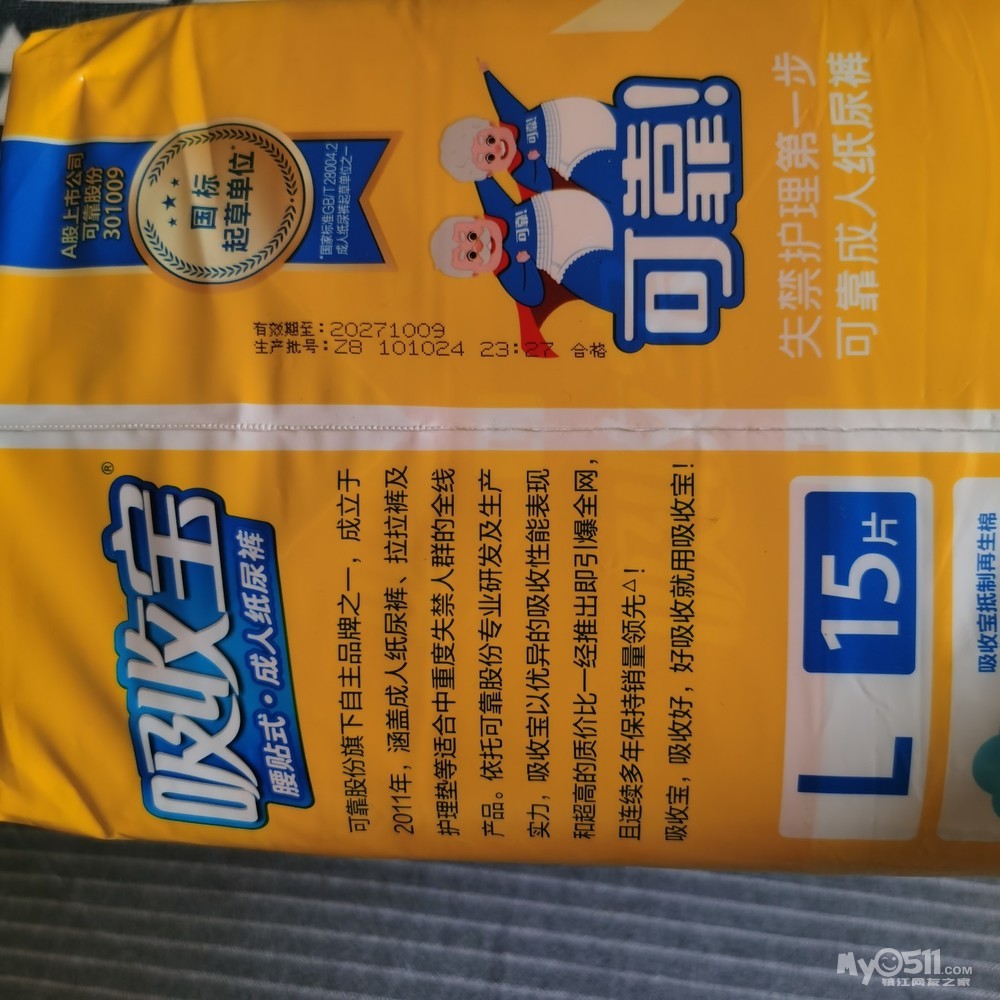 A股上市公司
可靠股份
301009
国标
起草单位*
*国家标准GB/T 28004.2
成人纸尿裤起草单位之一
可靠!
可靠!
可靠!
失禁护理第一步
可靠成人纸尿裤
有效期至:20271009
生产批号:Z8 101024 23:27 合格
吸收宝®
腰贴式·成人纸尿裤
可靠股份旗下自主品牌之一，成立于
2011年，涵盖成人纸尿裤、拉拉裤及
护理垫等适合中重度失禁人群的全线
产品。依托可靠股份专业研发及生产
实力，吸收宝以优异的吸收性能表现
和超高的质价比一经推出即引爆全网，
且连续多年保持销量领先△！
吸收宝，吸收好，好吸收就用吸收宝！
L 15片
吸收宝抵制再生棉
My0511.COM
镇江网友之家